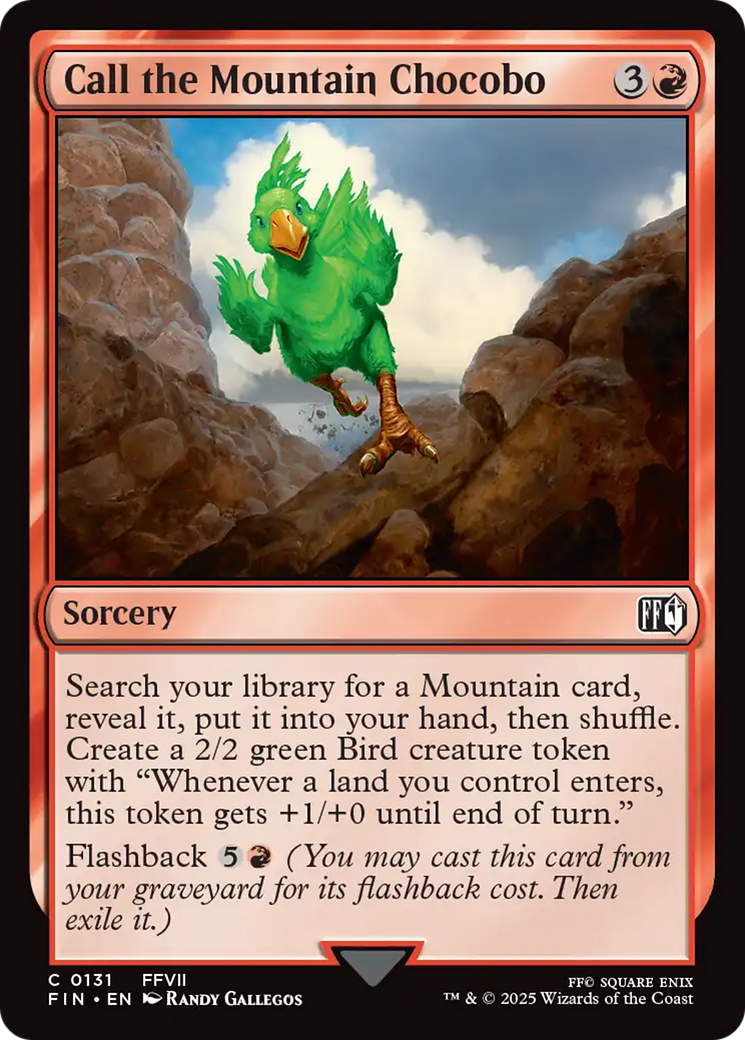 Call the Mountain Chocobo 3
Sorcery FF
Search your library for a Mountain card,
reveal it, put it into your hand, then shuffle.
Create a 2/2 green Bird creature token
with “Whenever a land you control enters,
this token gets +1/+0 until end of turn.”
Flashback 5 (You may cast this card from
your graveyard for its flashback cost. Then
exile it.)
C 0131 FFVII
FIN • EN RANDY GALLEGOS
FF© SQUARE ENIX
™ & © 2025 Wizards of the Coast